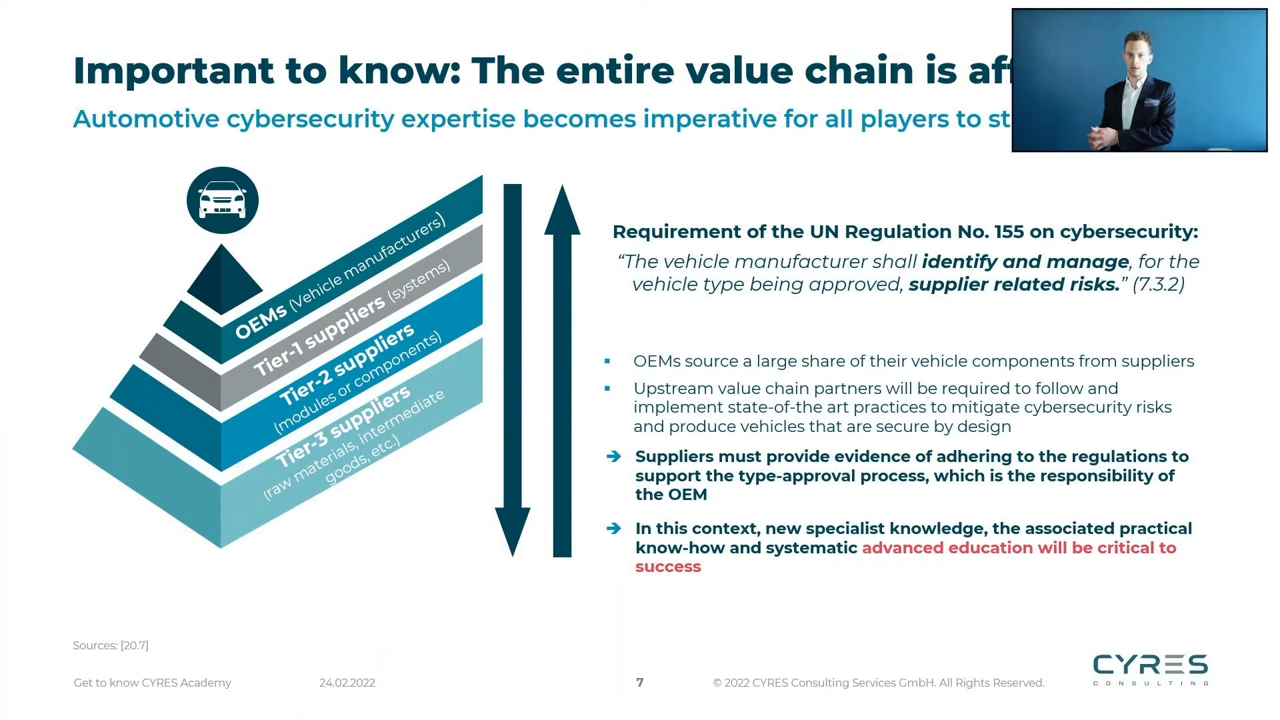 Important to know: The entire value chain is af
Automotive cybersecurity expertise becomes imperative for all players to st
OEMs (Vehicle manufacturers)
Tier-1 suppliers (systems)
Tier-2 suppliers
(modules or components)
Tier-3 suppliers
(raw materials, intermediate
goods, etc.)
Requirement of the UN Regulation No. 155 on cybersecurity:
“The vehicle manufacturer shall identify and manage, for the
vehicle type being approved, supplier related risks.” (7.3.2)
▪ OEMs source a large share of their vehicle components from suppliers
▪ Upstream value chain partners will be required to follow and
implement state-of-the art practices to mitigate cybersecurity risks
and produce vehicles that are secure by design
➔ Suppliers must provide evidence of adhering to the regulations to
support the type-approval process, which is the responsibility of
the OEM
➔ In this context, new specialist knowledge, the associated practical
know-how and systematic advanced education will be critical to
success
Sources: [20.7]
Get to know CYRES Academy
24.02.2022
7
© 2022 CYRES Consulting Services GmbH. All Rights Reserved.
CYRES
CONSULTING